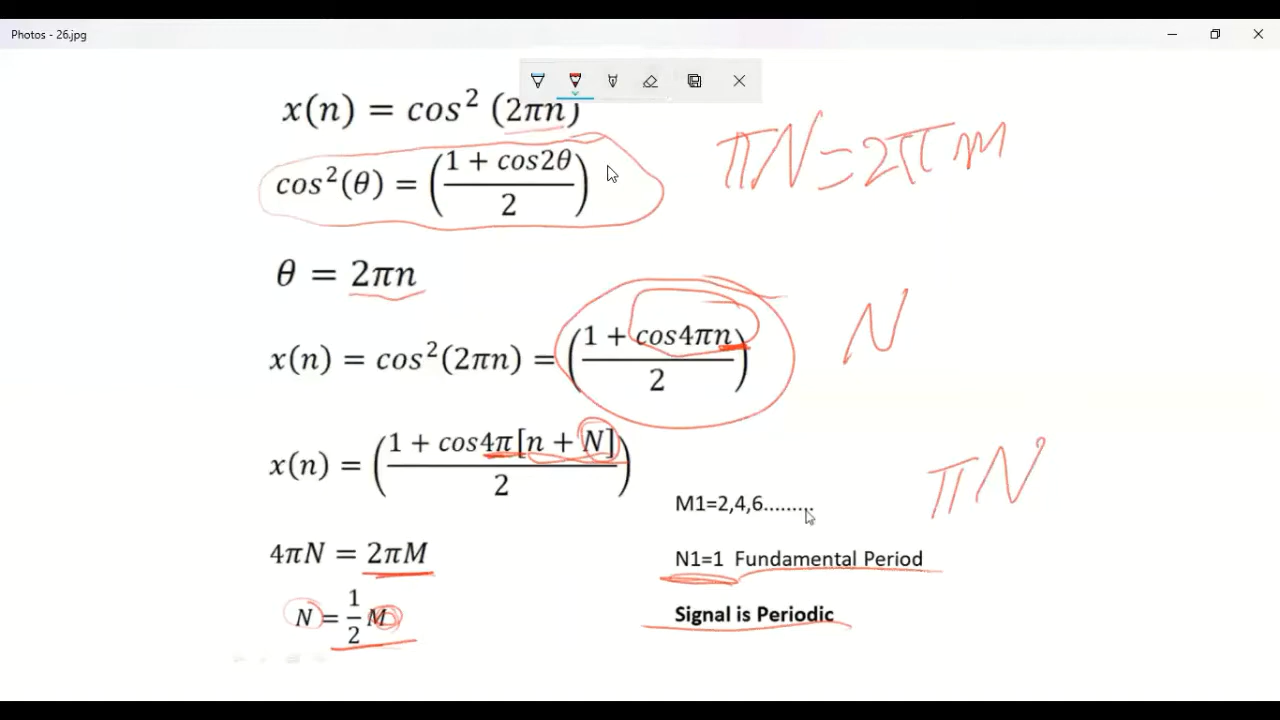 Photos - 26.jpg
x(n) = cos² (2πn)
πN=2πM
cos²(θ) = (1 + cos2θ / 2)
θ = 2πn
N
x(n) = cos²(2πn) = (1 + cos4πn / 2)
x(n) = (1 + cos4π[n + N] / 2)
πN
M1=2,4,6.........
4πN = 2πM
N1=1 Fundamental Period
N = 1/2 M
Signal is Periodic